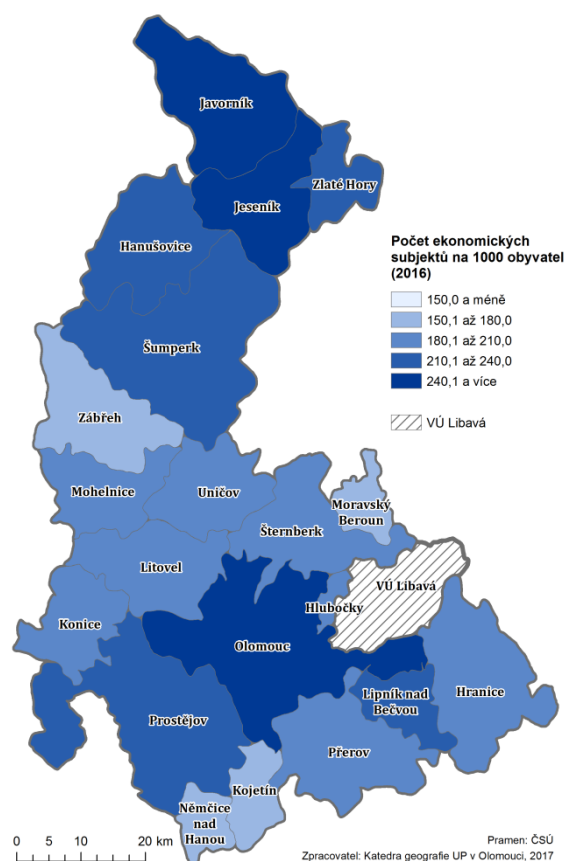 Javorník
Zlaté Hory
Jeseník
Hanušovice
Počet ekonomických
subjektů na 1000 obyvatel
(2016)
150,0 a méně
150,1 až 180,0
180,1 až 210,0
210,1 až 240,0
240,1 a více
VÚ Libavá
Šumperk
Zábřeh
Mohelnice
Uničov
Moravský
Beroun
Šternberk
Litovel
VÚ Libavá
Hlubočky
Konice
Olomouc
Hranice
Lipník nad
Bečvou
Prostějov
Přerov
Kojetín
Němčice
nad
Hanou
0 5 10 20 km
Pramen: ČSÚ
Zpracovatel: Katedra geografie UP v Olomouci, 2017